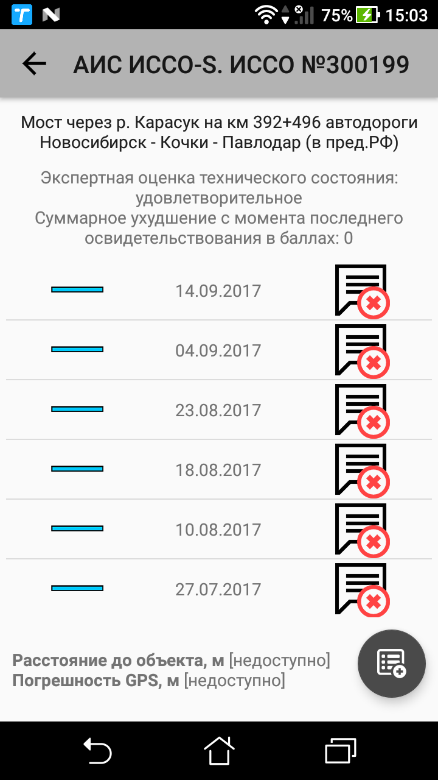 75% 15:03
АИС ИССО-S. ИССО №300199
Мост через р. Карасук на км 392+496 автодороги
Новосибирск - Кочки - Павлодар (в пред.РФ)
Экспертная оценка технического состояния:
удовлетворительное
Суммарное ухудшение с момента последнего
освидетельствования в баллах: 0
14.09.2017
04.09.2017
23.08.2017
18.08.2017
10.08.2017
27.07.2017
Расстояние до объекта, м [недоступно]
Погрешность GPS, м [недоступно]